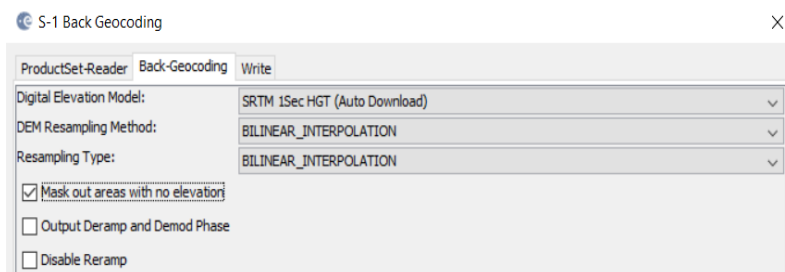 S-1 Back Geocoding
ProductSet-Reader Back-Geocoding Write
Digital Elevation Model: SRTM 1Sec HGT (Auto Download)
DEM Resampling Method: BILINEAR_INTERPOLATION
Resampling Type: BILINEAR_INTERPOLATION
Mask out areas with no elevation
Output Deramp and Demod Phase
Disable Reramp